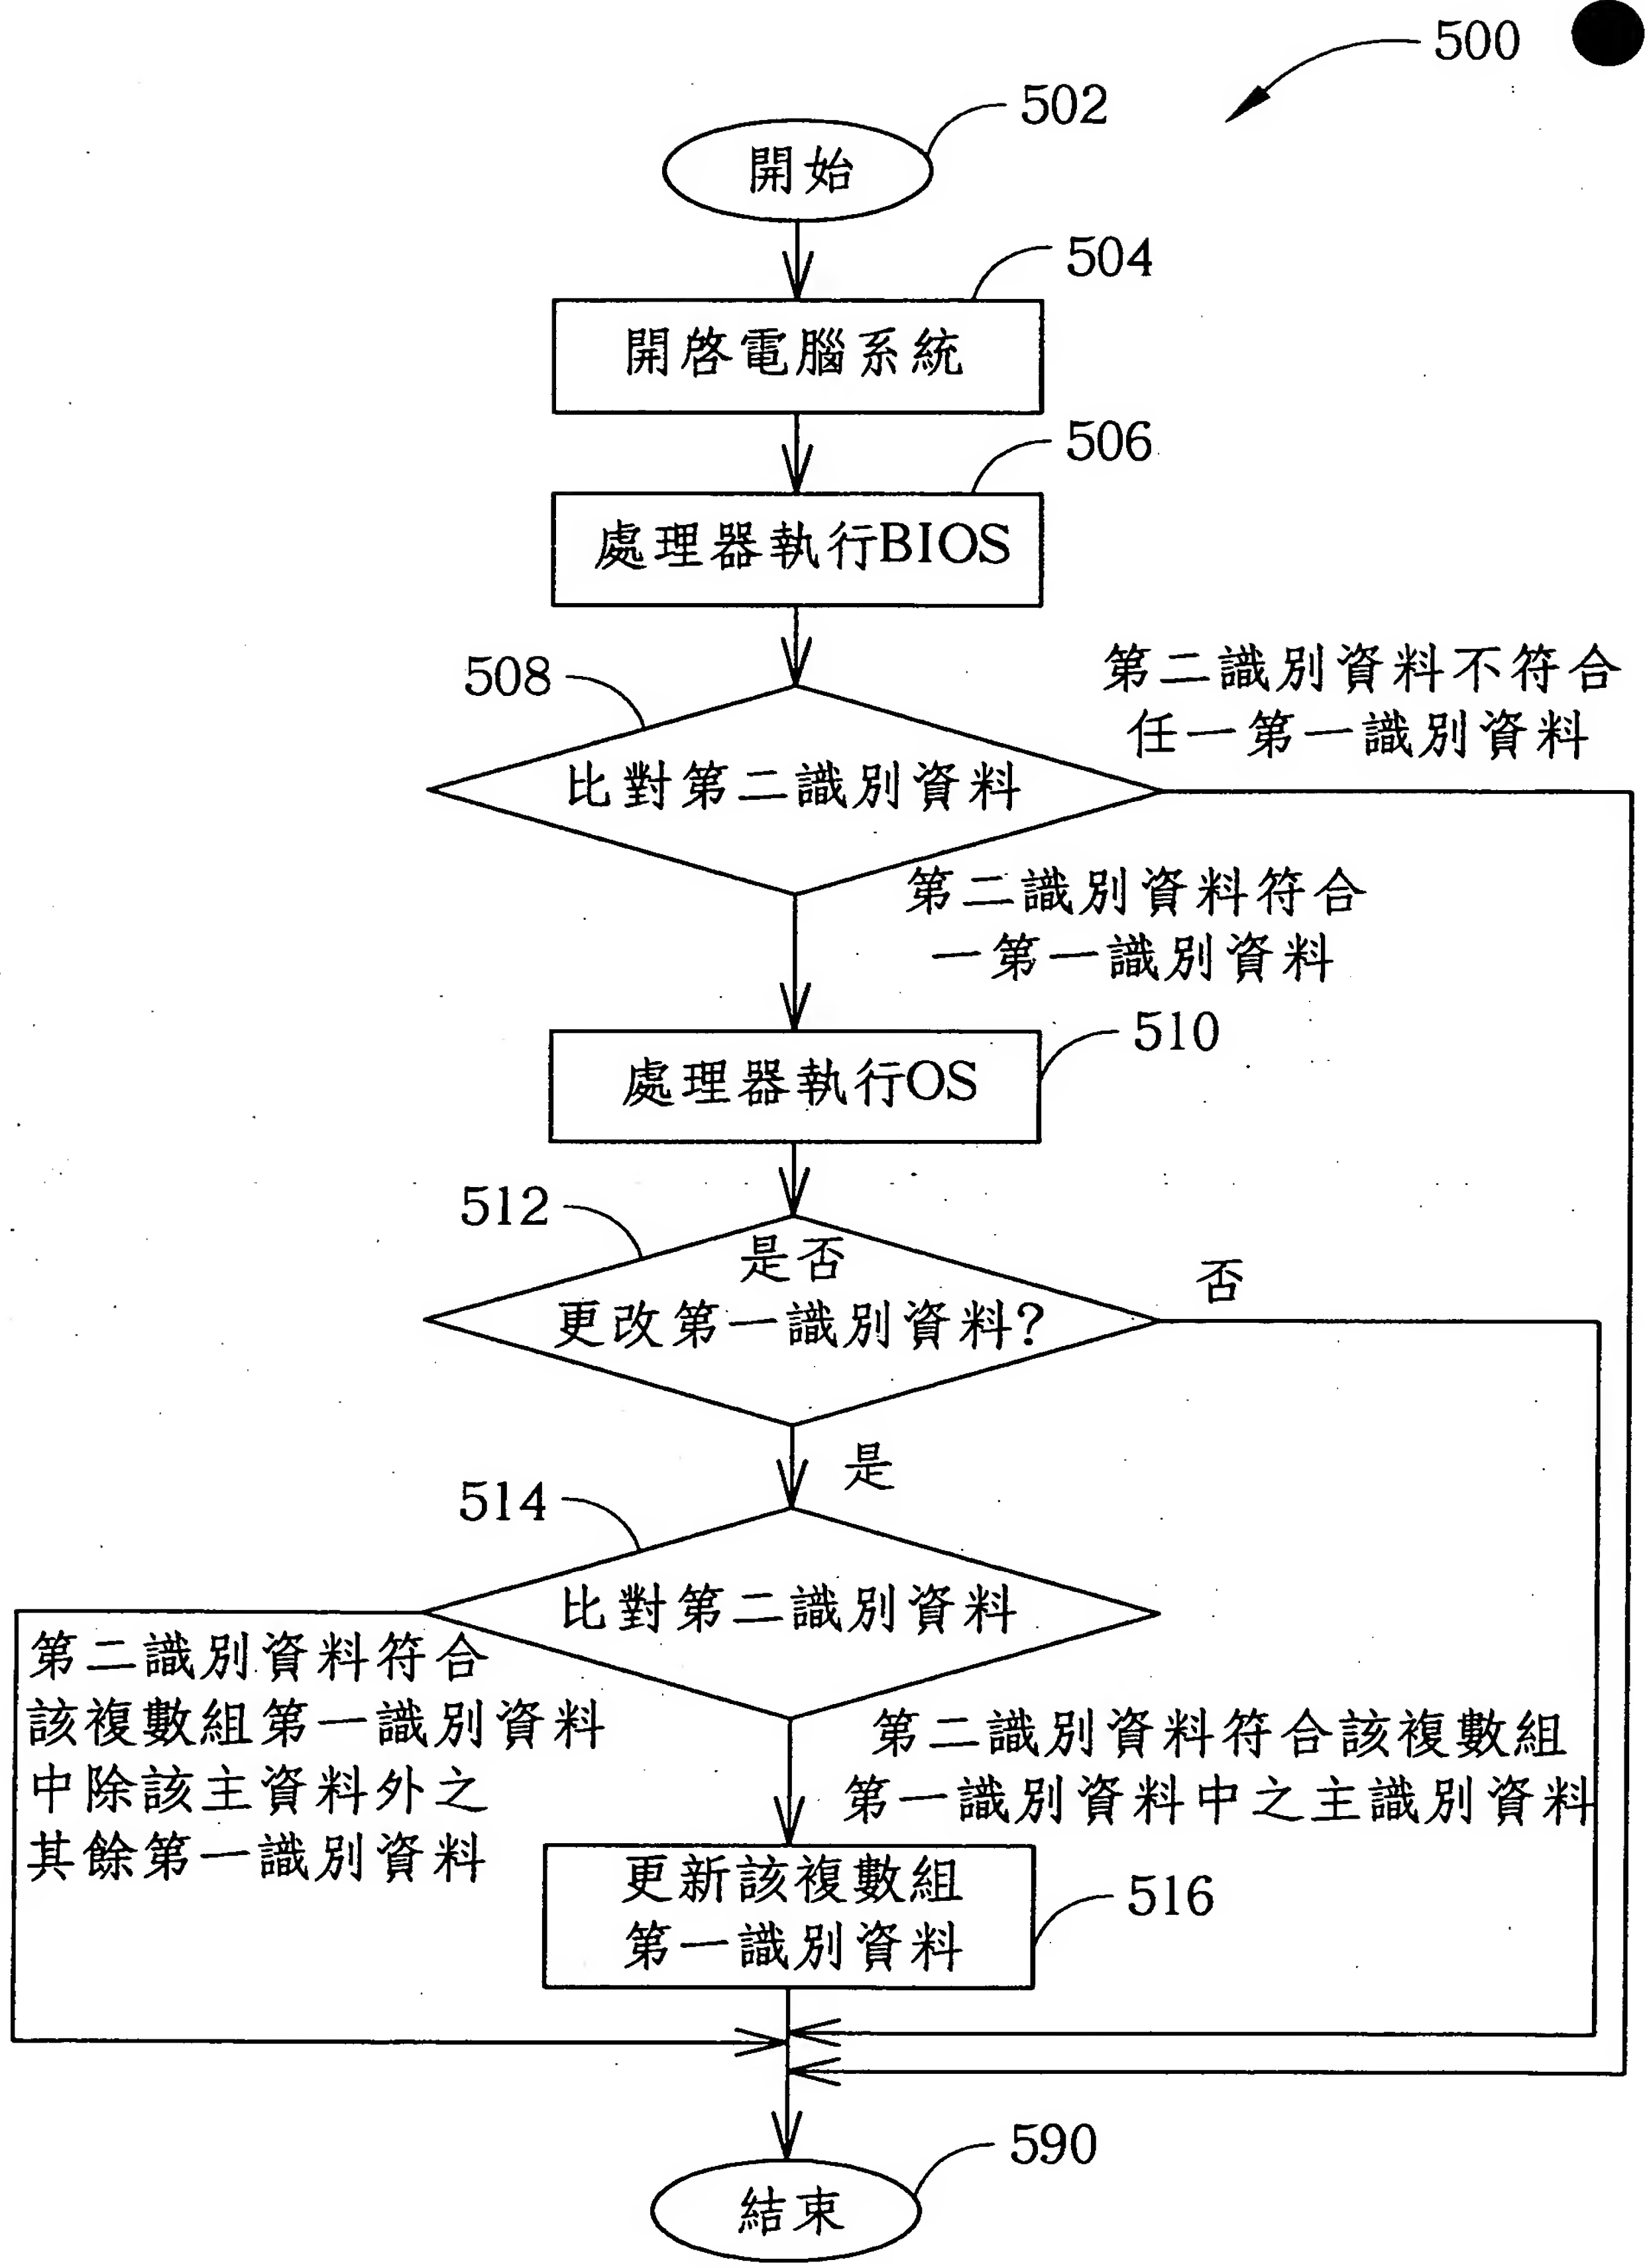 500
502
開始
504
開啓電腦系統
506
處理器執行BIOS
508
第二識別資料不符合
任一第一識別資料
比對第二識別資料
第二識別資料符合
一第一識別資料
510
處理器執行OS
512
是否
更改第一識別資料?
否
是
514
比對第二識別資料
第二識別資料符合
該複數組第一識別資料
中除該主資料外之
其餘第一識別資料
第二識別資料符合該複數組
第一識別資料中之主識別資料
更新該複數組
第一識別資料
516
590
結束